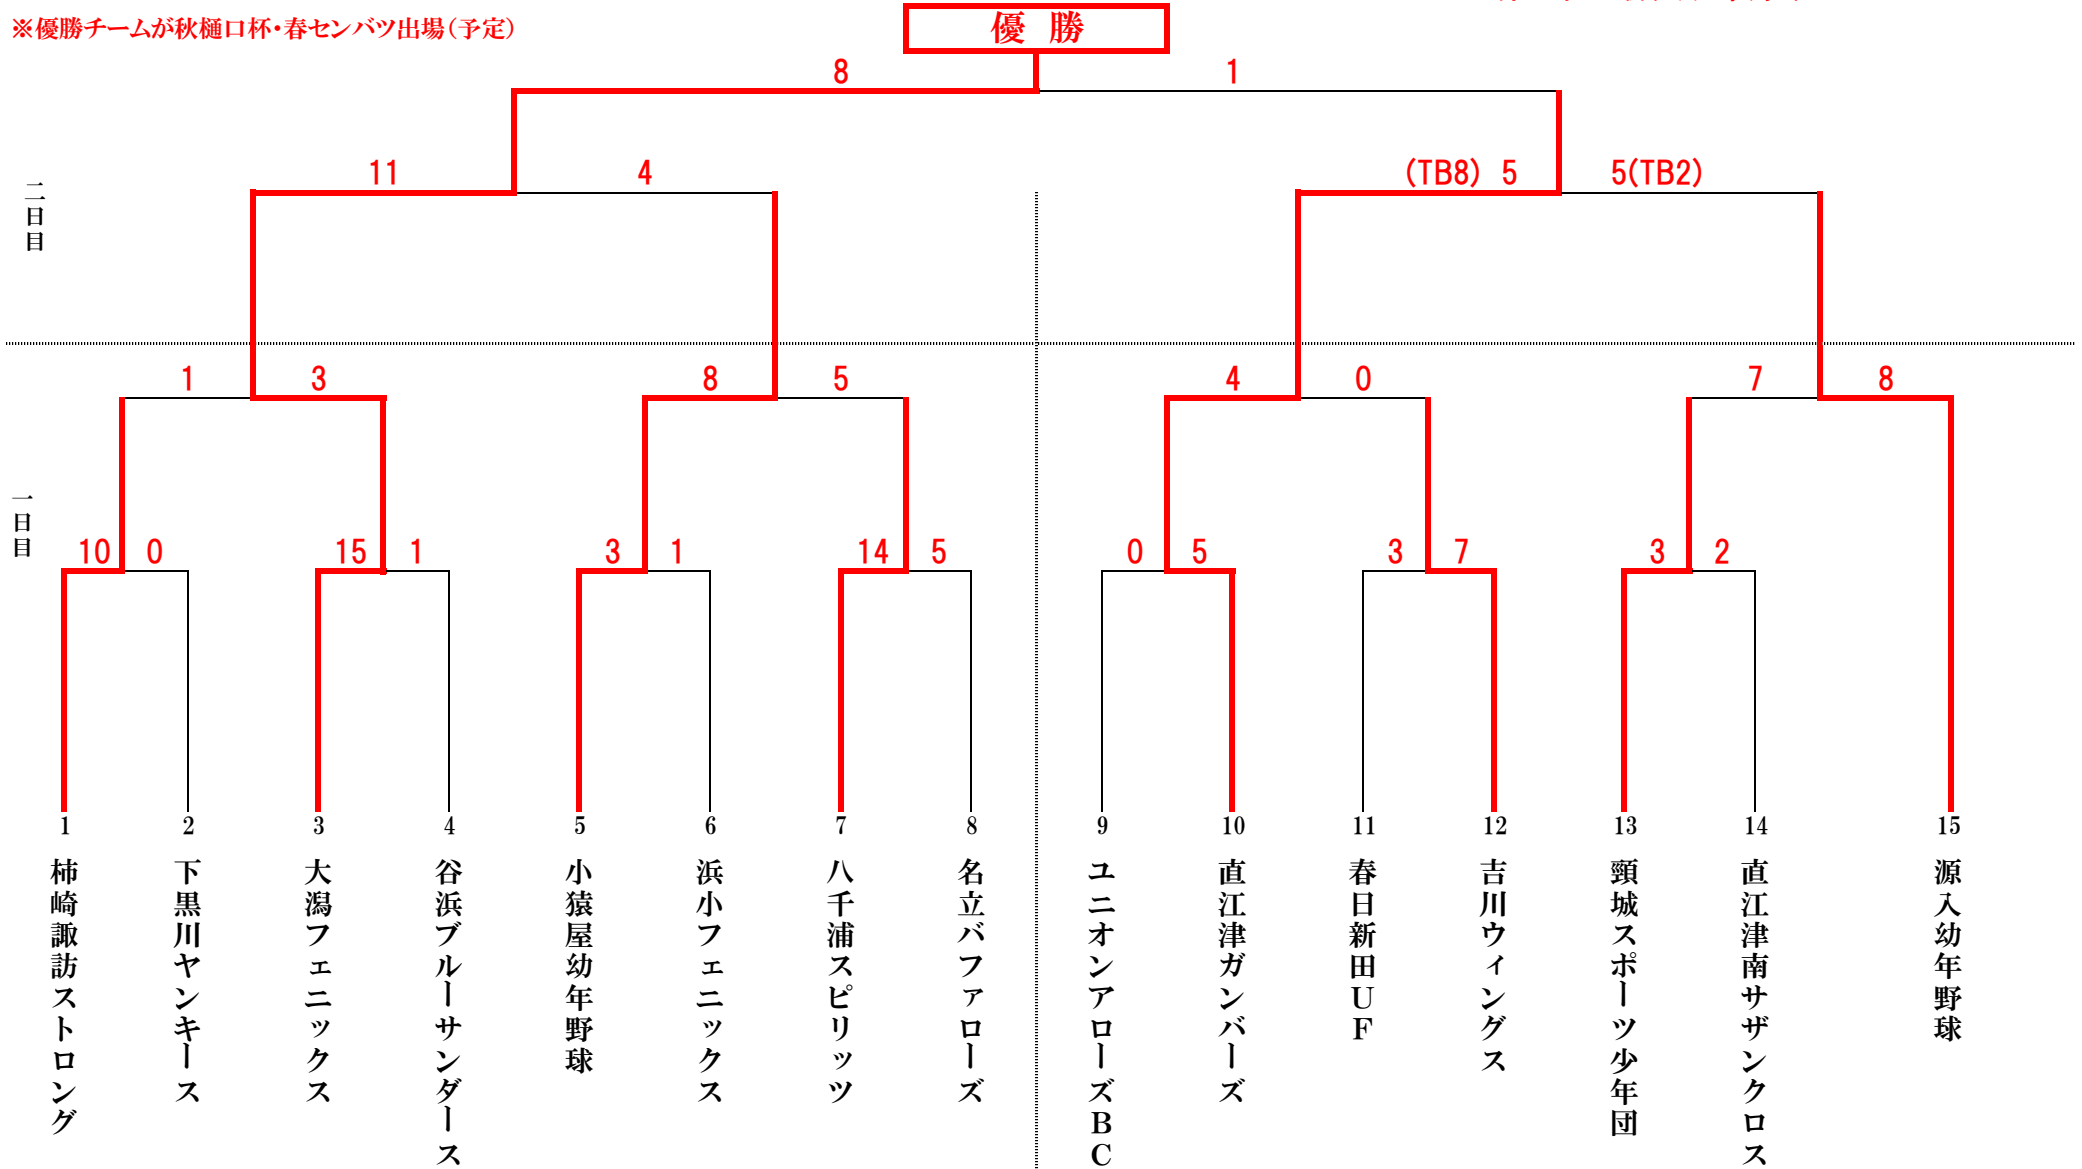 ※優勝チームが秋樋口杯・春センバツ出場(予定)
優勝
8 1
11 4 (TB8) 5 5(TB2)
二日目
1 3 8 5 4 0 7 8
一日目
10 0 15 1 3 1 14 5 0 5 3 7 3 2
1 2 3 4 5 6 7 8 9 10 11 12 13 14 15
柿崎諏訪ストロング
下黒川ヤンキース
大潟フェニックス
谷浜ブルーサンダース
小猿屋幼年野球
浜小フェニックス
八千浦スピリッツ
名立バファローズ
ユニオンアローズBC
直江津ガンバーズ
春日新田UF
吉川ウィングス
頸城スポーツ少年団
直江津南サザンクロス
源入幼年野球